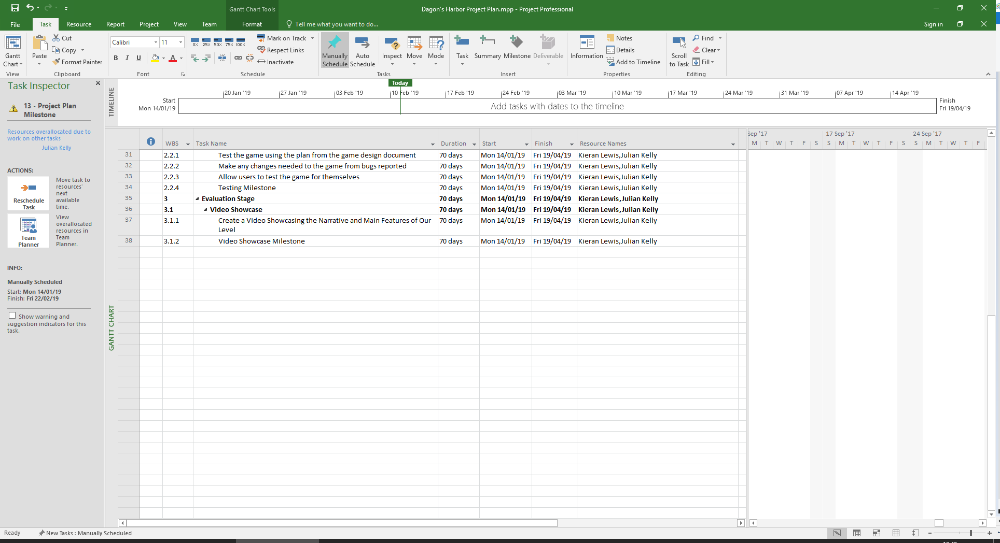 Gantt Chart Tools
Dagon's Harbor Project Plan.mpp - Project Professional
File Task Resource Report Project View Team Format Tell me what you want to do... Sign in
Gantt Chart
View
Paste
Cut
Copy
Format Painter
Clipboard
Calibri 11
B I U A
Font
0% 25% 50% 75% 100%
Mark on Track
Respect Links
Inactivate
Schedule
Manually Schedule
Auto Schedule
Inspect
Move
Mode
Tasks
Task
Summary
Milestone
Deliverable
Insert
Information
Notes
Details
Add to Timeline
Properties
Scroll to Task
Find
Clear
Fill
Editing
Task Inspector
13 - Project Plan
Milestone
Resources overallocated due to
work on other tasks
Julian Kelly
ACTIONS:
Reschedule
Task
Move task to
resources'
next
available
time.
Team
Planner
View
overallocated
resources in
Team
Planner.
INFO:
Manually Scheduled
Start: Mon 14/01/19
Finish: Fri 22/02/19
Show warning and
suggestion indicators for this
task.
TIMELINE
Today
20 Jan '19 27 Jan '19 03 Feb '19 10 Feb '19 17 Feb '19 24 Feb '19 03 Mar '19 10 Mar '19 17 Mar '19 24 Mar '19 31 Mar '19 07 Apr '19 14 Apr '19
Start
Mon 14/01/19
Add tasks with dates to the timeline
Finish
Fri 19/04/19
GANTT CHART
WBS Task Name Duration Start Finish Resource Names
31 2.2.1 Test the game using the plan from the game design document 70 days Mon 14/01/19 Fri 19/04/19 Kieran Lewis,Julian Kelly
32 2.2.2 Make any changes needed to the game from bugs reported 70 days Mon 14/01/19 Fri 19/04/19 Kieran Lewis,Julian Kelly
33 2.2.3 Allow users to test the game for themselves 70 days Mon 14/01/19 Fri 19/04/19 Kieran Lewis,Julian Kelly
34 2.2.4 Testing Milestone 70 days Mon 14/01/19 Fri 19/04/19 Kieran Lewis,Julian Kelly
35 3 Evaluation Stage 70 days Mon 14/01/19 Fri 19/04/19 Kieran Lewis,Julian Kelly
36 3.1 Video Showcase 70 days Mon 14/01/19 Fri 19/04/19 Kieran Lewis,Julian Kelly
37 3.1.1 Create a Video Showcasing the Narrative and Main Features of Our 70 days Mon 14/01/19 Fri 19/04/19 Kieran Lewis,Julian Kelly
Level
38 3.1.2 Video Showcase Milestone 70 days Mon 14/01/19 Fri 19/04/19 Kieran Lewis,Julian Kelly
Sep '17 17 Sep '17 24 Sep '17
M T W T F S S M T W T F S S M T W T F
Ready New Tasks : Manually Scheduled